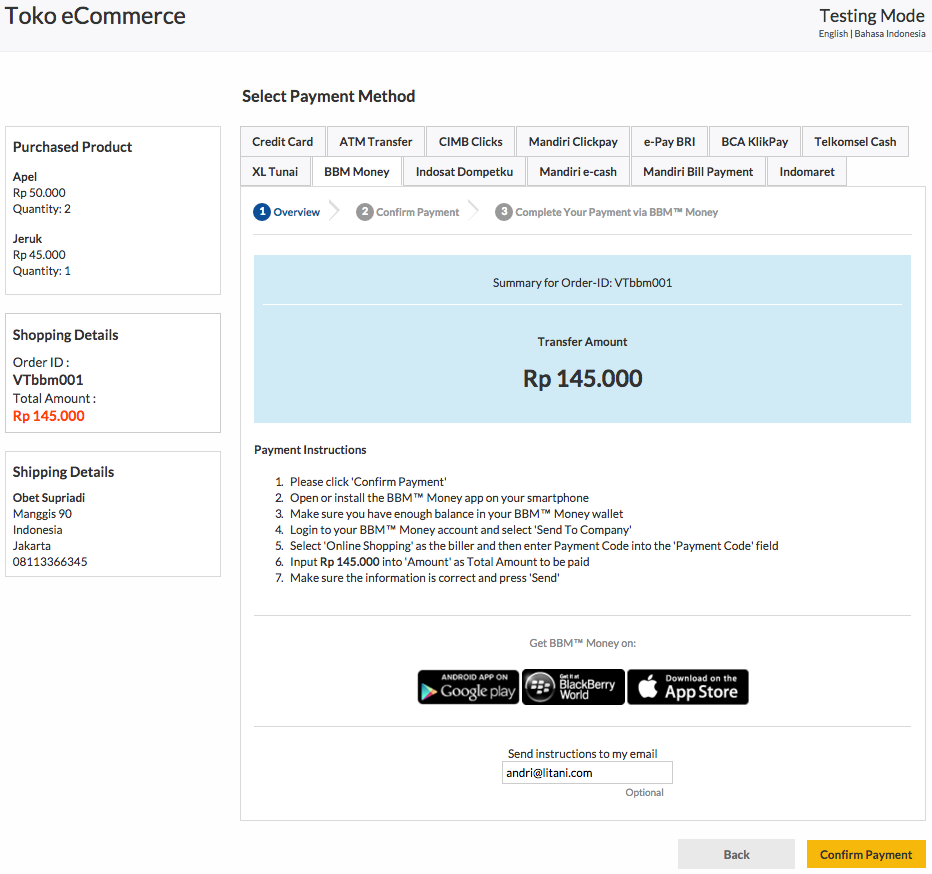 Toko eCommerce
Testing Mode
English | Bahasa Indonesia
Select Payment Method
Purchased Product
Apel
Rp 50.000
Quantity: 2
Jeruk
Rp 45.000
Quantity: 1
Shopping Details
Order ID :
VTbbm001
Total Amount :
Rp 145.000
Shipping Details
Obet Supriadi
Manggis 90
Indonesia
Jakarta
08113366345
Credit Card ATM Transfer CIMB Clicks Mandiri Clickpay e-Pay BRI BCA KlikPay Telkomsel Cash
XL Tunai BBM Money Indosat Dompetku Mandiri e-cash Mandiri Bill Payment Indomaret
1 Overview 2 Confirm Payment 3 Complete Your Payment via BBM™ Money
Summary for Order-ID: VTbbm001
Transfer Amount
Rp 145.000
Payment Instructions
1. Please click 'Confirm Payment'
2. Open or install the BBM™ Money app on your smartphone
3. Make sure you have enough balance in your BBM™ Money wallet
4. Login to your BBM™ Money account and select 'Send To Company'
5. Select 'Online Shopping' as the biller and then enter Payment Code into the 'Payment Code' field
6. Input Rp 145.000 into 'Amount' as Total Amount to be paid
7. Make sure the information is correct and press 'Send'
Get BBM™ Money on:
ANDROID APP ON
Google play
Get it at
BlackBerry
World
Download on the
App Store
Send instructions to my email
andri@litani.com
Optional
Back
Confirm Payment